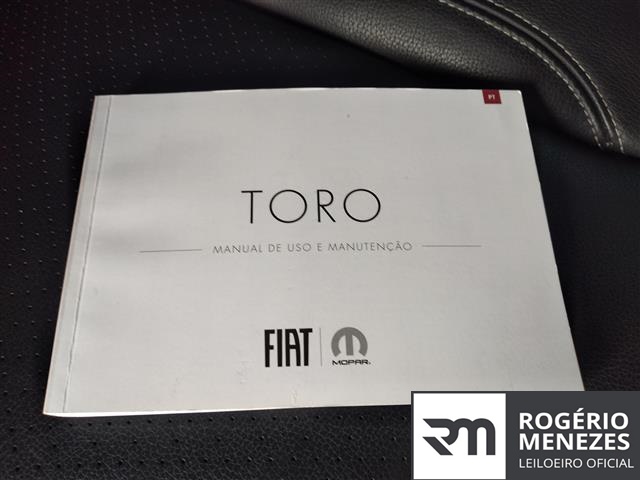 PT
TORO
MANUAL DE USO E MANUTENÇÃO
FIAT
MOPAR.
RM
ROGÉRIO
MENEZES
LEILOEIRO OFICIAL